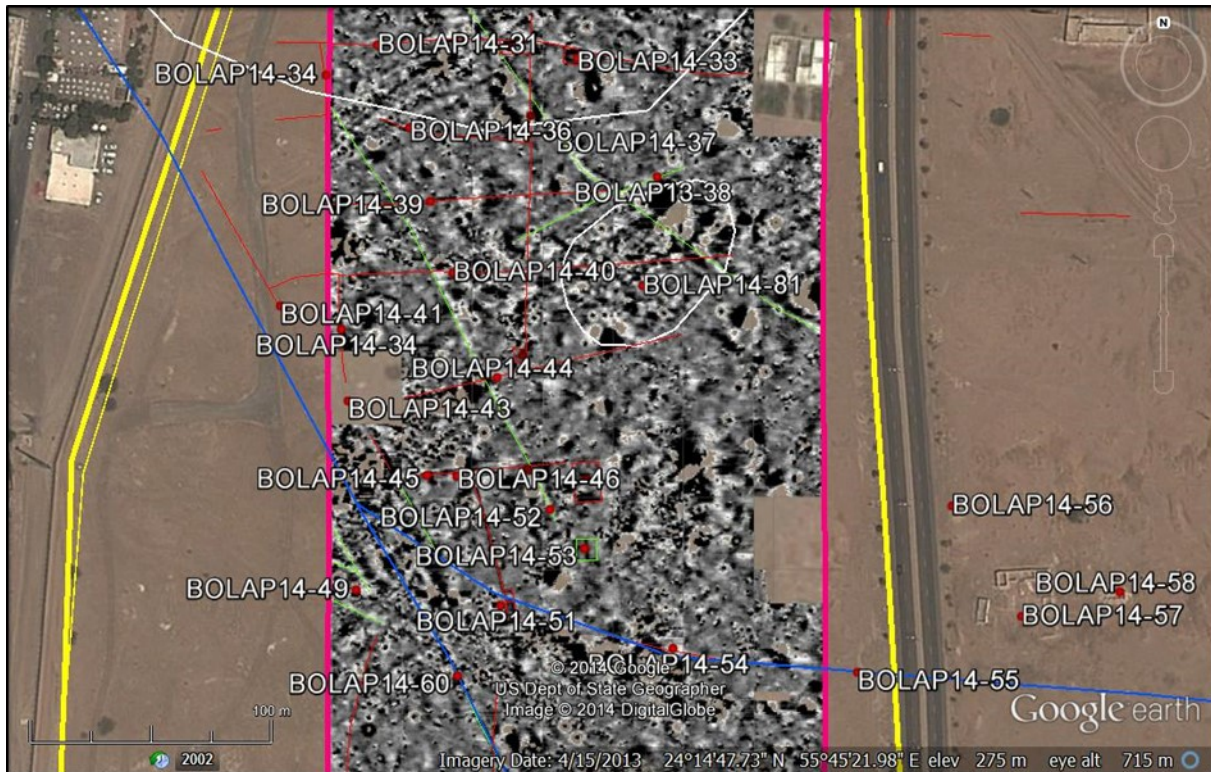 N
BOLAP14-31
BOLAP14-33
BOLAP14-34
BOLAP14-36
BOLAP14-37
BOLAP13-38
BOLAP14-39
BOLAP14-40
BOLAP14-81
BOLAP14-41
BOLAP14-34
BOLAP14-44
BOLAP14-43
BOLAP14-45
BOLAP14-46
BOLAP14-52
BOLAP14-56
BOLAP14-53
BOLAP14-49
BOLAP14-58
BOLAP14-57
BOLAP14-51
BOLAP14-54
BOLAP14-55
BOLAP14-60
© 2014 Google
US Dept of State Geographer
Image © 2014 DigitalGlobe
Google earth
100 m
2002
Imagery Date: 4/15/2013 24°14'47.73" N 55°45'21.98" E elev 275 m eye alt 715 m